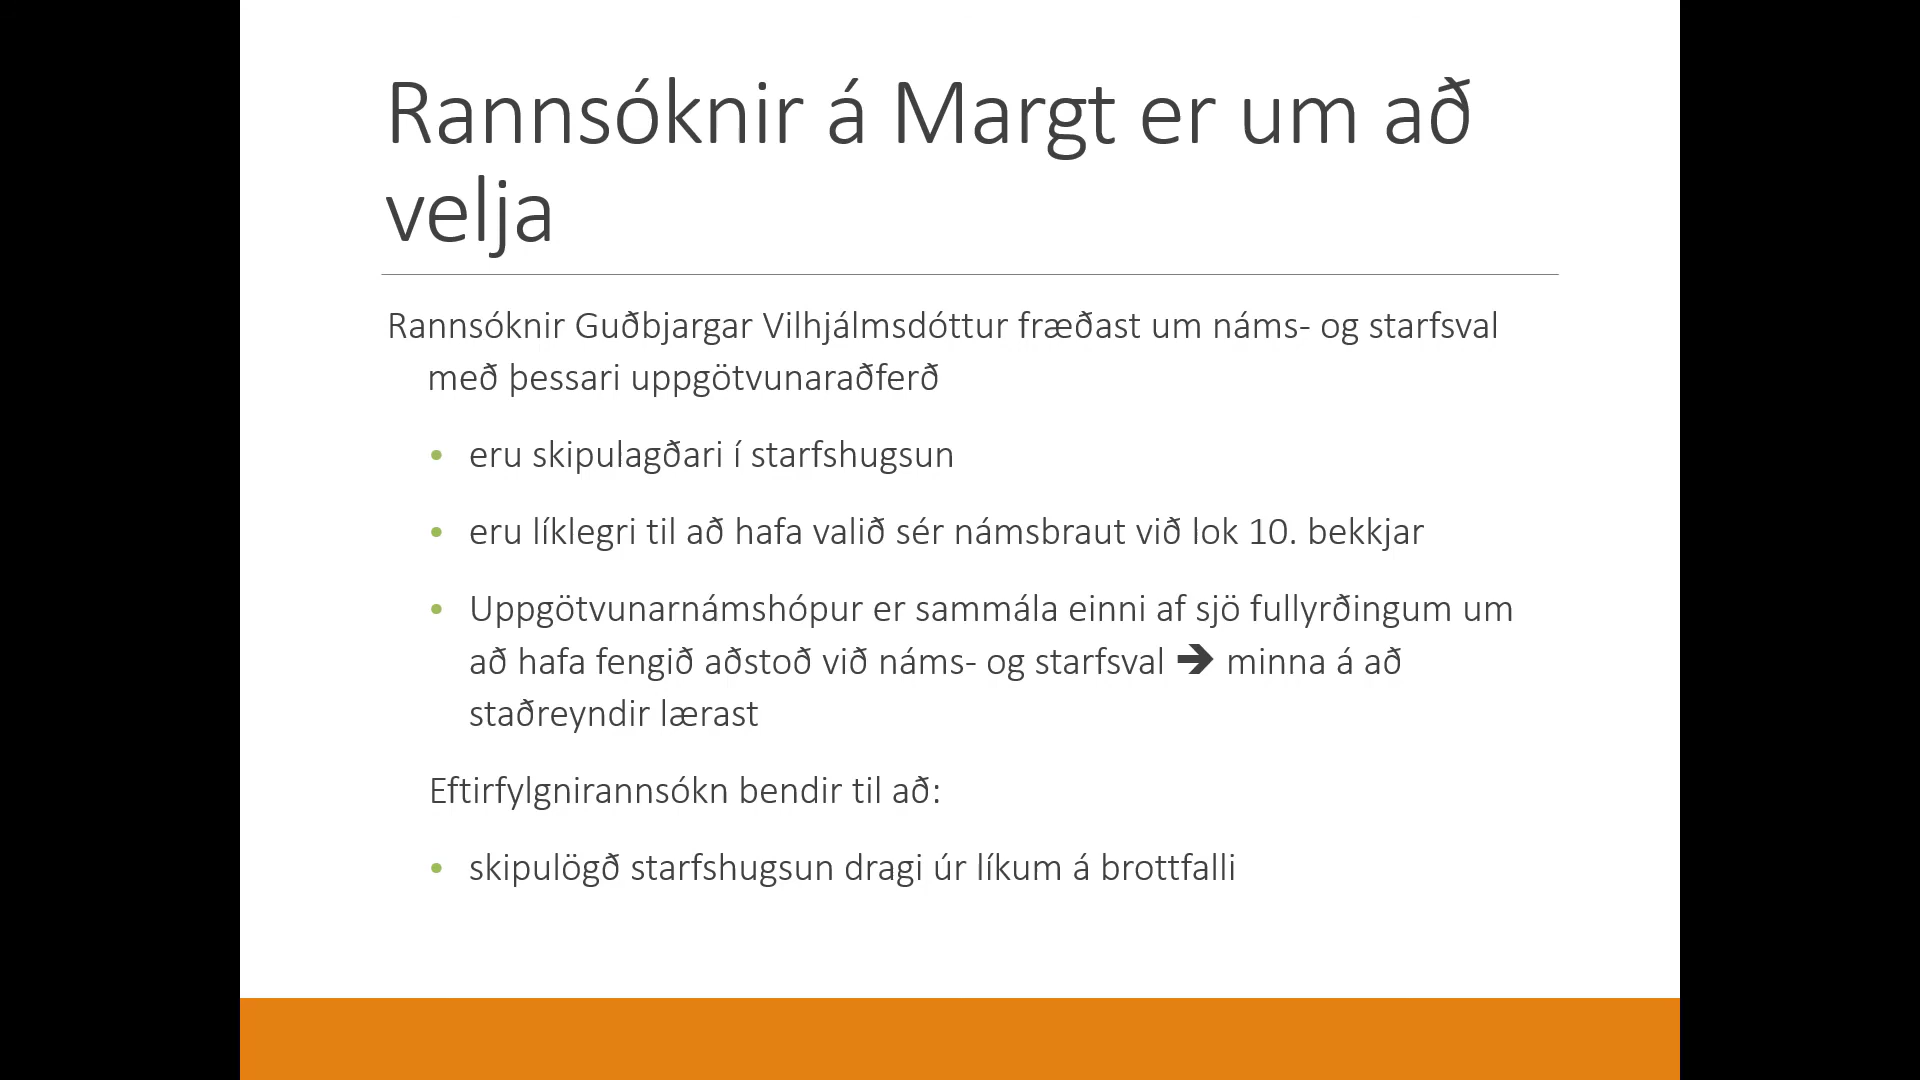 Rannsóknir á Margt er um að
velja
Rannsóknir Guðbjargar Vilhjálmsdóttur fræðast um náms- og starfsval
með þessari uppgötvunaraðferð
• eru skipulagðari í starfshugsun
• eru líklegri til að hafa valið sér námsbraut við lok 10. bekkjar
• Uppgötvunarnámshópur er sammála einni af sjö fullyrðingum um
að hafa fengið aðstoð við náms- og starfsval ➔ minna á að
staðreyndir lærast
Eftirfylgnirannsókn bendir til að:
• skipulögð starfshugsun dragi úr líkum á brottfalli